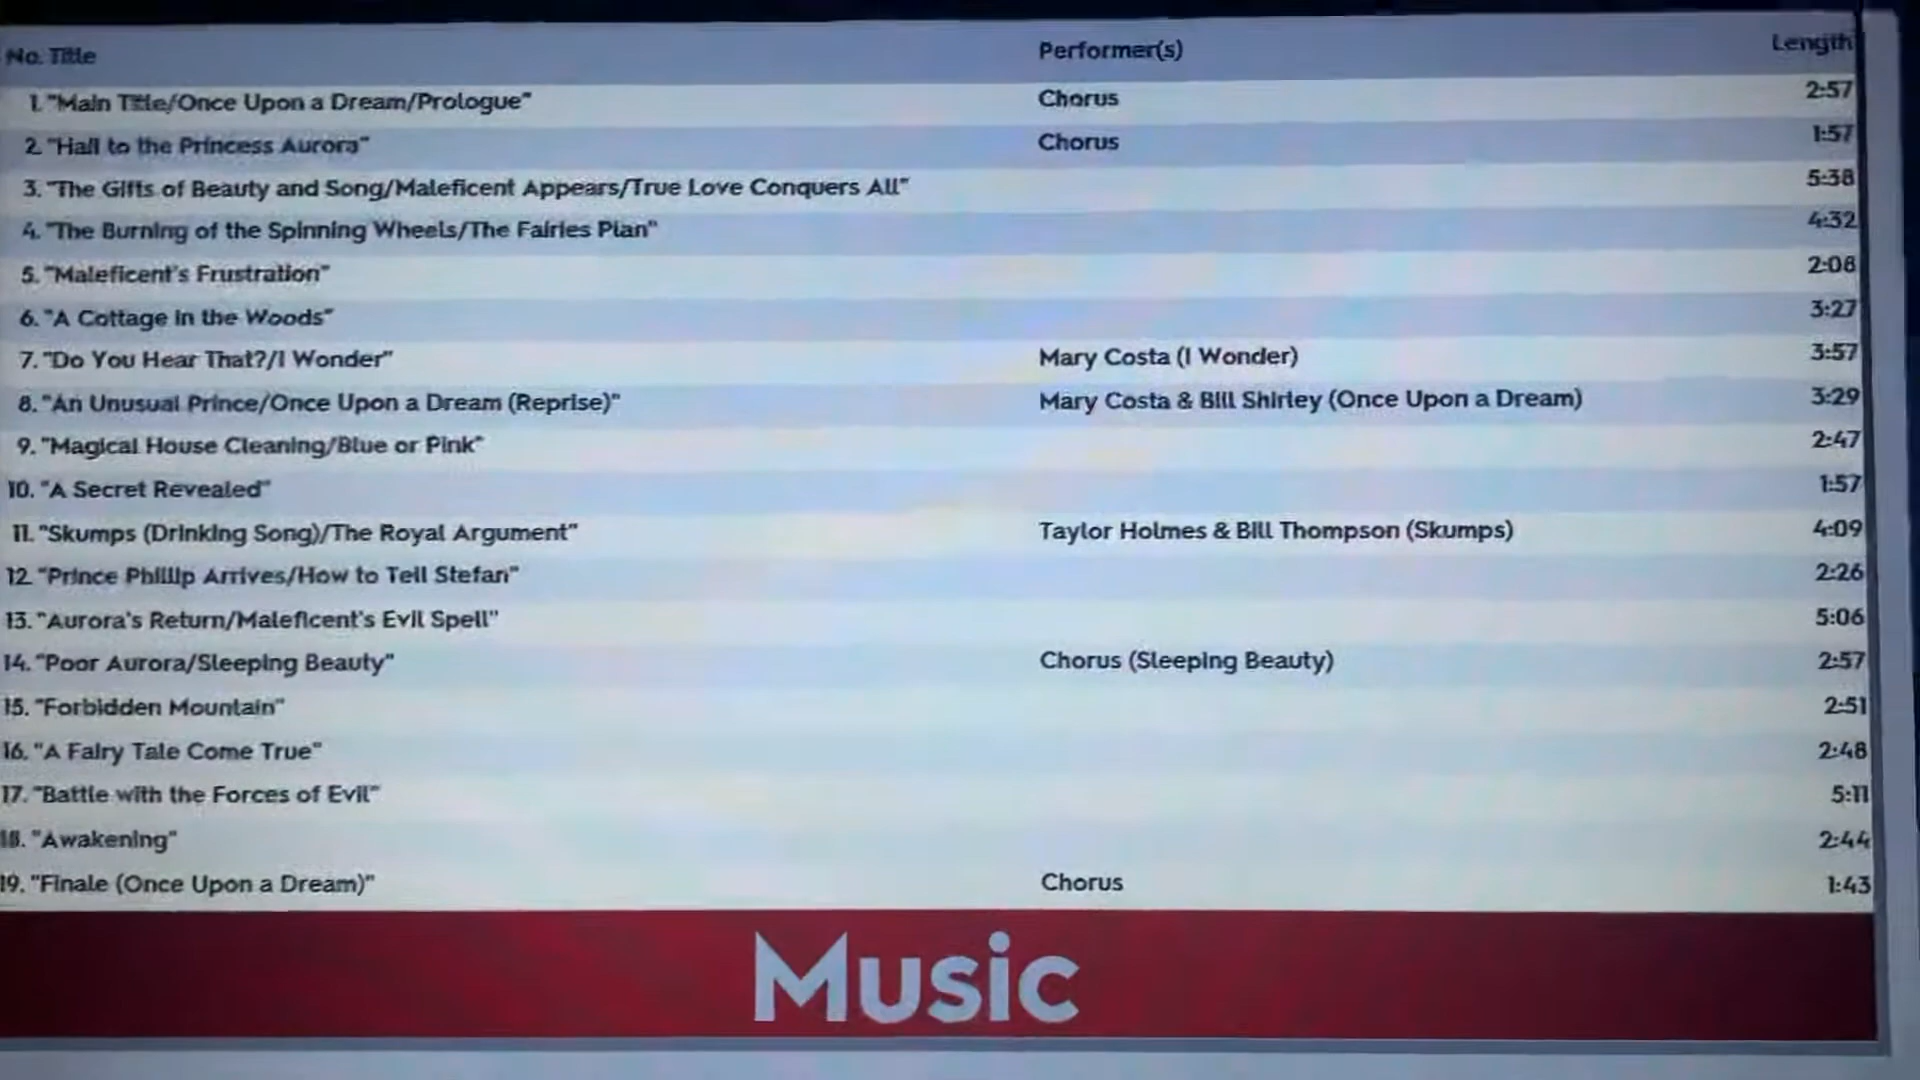 No. Title Performer(s) Length
1. "Main Title/Once Upon a Dream/Prologue" Chorus 2:57
2. "Hail to the Princess Aurora" Chorus 1:57
3. "The Gifts of Beauty and Song/Maleficent Appears/True Love Conquers All" 5:38
4. "The Burning of the Spinning Wheels/The Fairies Plan" 4:32
5. "Maleficent's Frustration" 2:08
6. "A Cottage in the Woods" 3:27
7. "Do You Hear That?/I Wonder" Mary Costa (I Wonder) 3:57
8. "An Unusual Prince/Once Upon a Dream (Reprise)" Mary Costa & Bill Shirley (Once Upon a Dream) 3:29
9. "Magical House Cleaning/Blue or Pink" 2:47
10. "A Secret Revealed" 1:57
11. "Skumps (Drinking Song)/The Royal Argument" Taylor Holmes & Bill Thompson (Skumps) 4:09
12. "Prince Phillip Arrives/How to Tell Stefan" 2:26
13. "Aurora's Return/Maleficent's Evil Spell" 5:06
14. "Poor Aurora/Sleeping Beauty" Chorus (Sleeping Beauty) 2:57
15. "Forbidden Mountain" 2:51
16. "A Fairy Tale Come True" 2:48
17. "Battle with the Forces of Evil" 5:11
18. "Awakening" 2:44
19. "Finale (Once Upon a Dream)" Chorus 1:43
Music